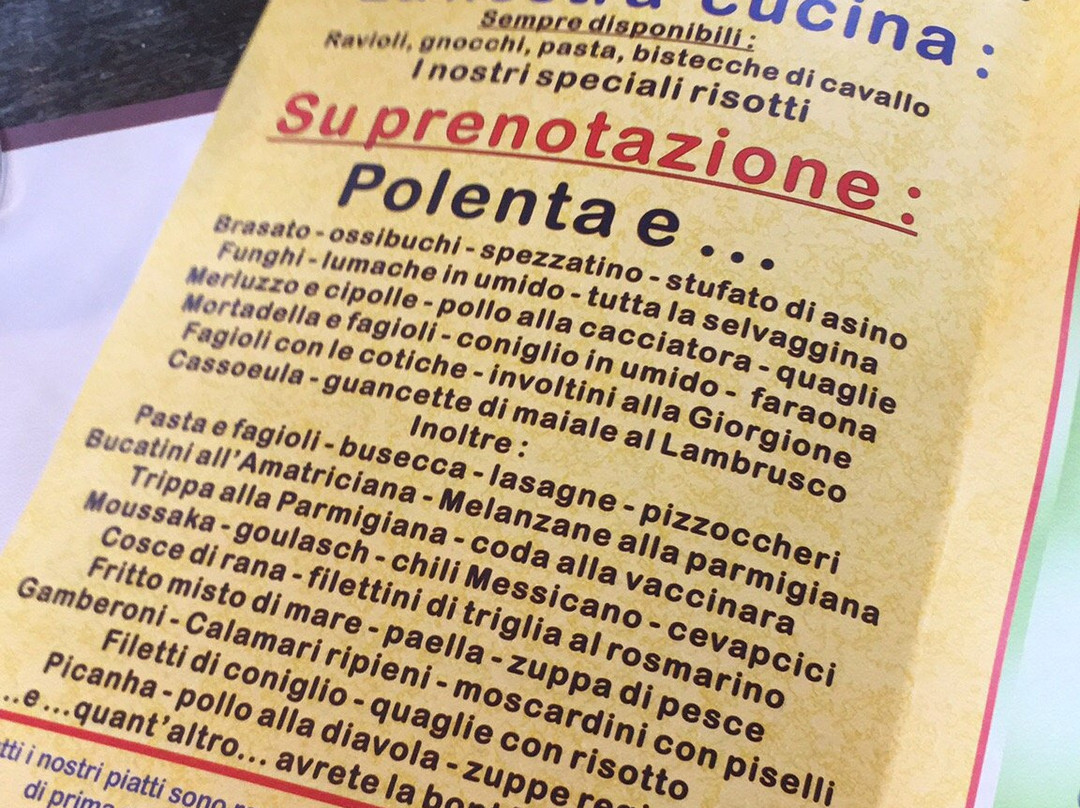 cucina :
Sempre disponibili :
Ravioli, gnocchi, pasta, bistecche di cavallo
I nostri speciali risotti
Su prenotazione :
Polenta e ...
Brasato - ossibuchi - spezzatino - stufato di asino
Funghi - lumache in umido - tutta la selvaggina
Merluzzo e cipolle - pollo alla cacciatora - quaglie
Mortadella e fagioli - coniglio in umido - faraona
Fagioli con le cotiche - involtini alla Giorgione
Cassoeula - guancette di maiale al Lambrusco
Inoltre :
Pasta e fagioli - busecca - lasagne - pizzoccheri
Bucatini all'Amatriciana - Melanzane alla parmigiana
Trippa alla Parmigiana - coda alla vaccinara
Moussaka - goulasch - chili Messicano - cevapcici
Cosce di rana - filettini di triglia al rosmarino
Fritto misto di mare - paella - zuppa di pesce
Gamberoni - Calamari ripieni - moscardini con piselli
Filetti di coniglio - quaglie con risotto
Picanha - pollo alla diavola - zuppe
...e...quant'altro... avrete la
i nostri piatti sono
di